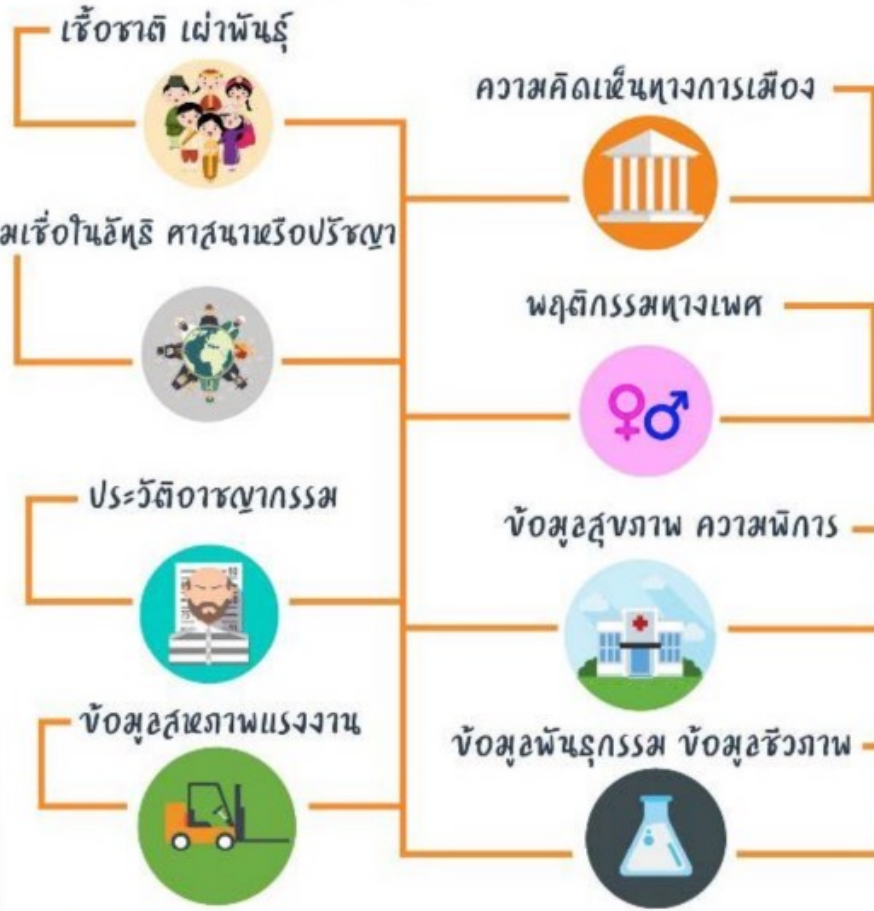 เชื้อชาติ เผ่าพันธุ์
ความคิดเห็นทางการเมือง
มเชื่อในลัทธิ ศาสนาหรือปรัชญา
พฤติกรรมทางเพศ
ประวัติอาชญากรรม
ข้อมูลสุขภาพ ความพิการ
ข้อมูลสหภาพแรงงาน
ข้อมูลพันธุกรรม ข้อมูลชีวภาพ